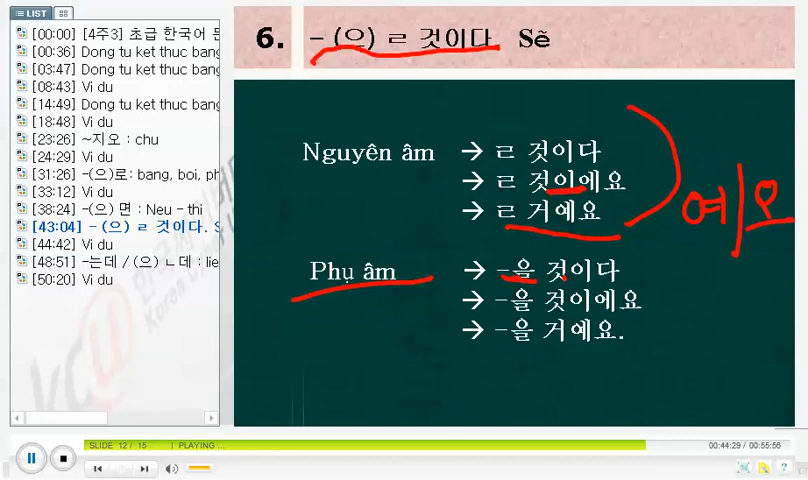 LIST
[00:00] [4주3] 초급 한국어 문
[00:36] Dong tu ket thuc bang
[03:47] Dong tu ket thuc bang
[08:43] Vi du
[14:49] Dong tu ket thuc bang
[18:48] Vi du
[23:26] ~지오 : chu
[24:29] Vi du
[31:26] -(으)로: bang, boi, ph
[33:12] Vi du
[38:24] -(으) 면 : Neu - thi
[43:04] - (으) ㄹ 것이다. S
[44:42] Vi du
[48:51] -는데 / (으) ㄴ데 : lie
[50:20] Vi du
6. - (으) ㄹ 것이다 Sẽ
Nguyên âm → ㄹ 것이다
→ ㄹ 것이에요
→ ㄹ 거예요
예 오
Phụ âm → -을 것이다
→ -을 것이에요
→ -을 거예요.
SLIDE 12 / 15 | PLAYING ...
00:44:29 / 00:55:56